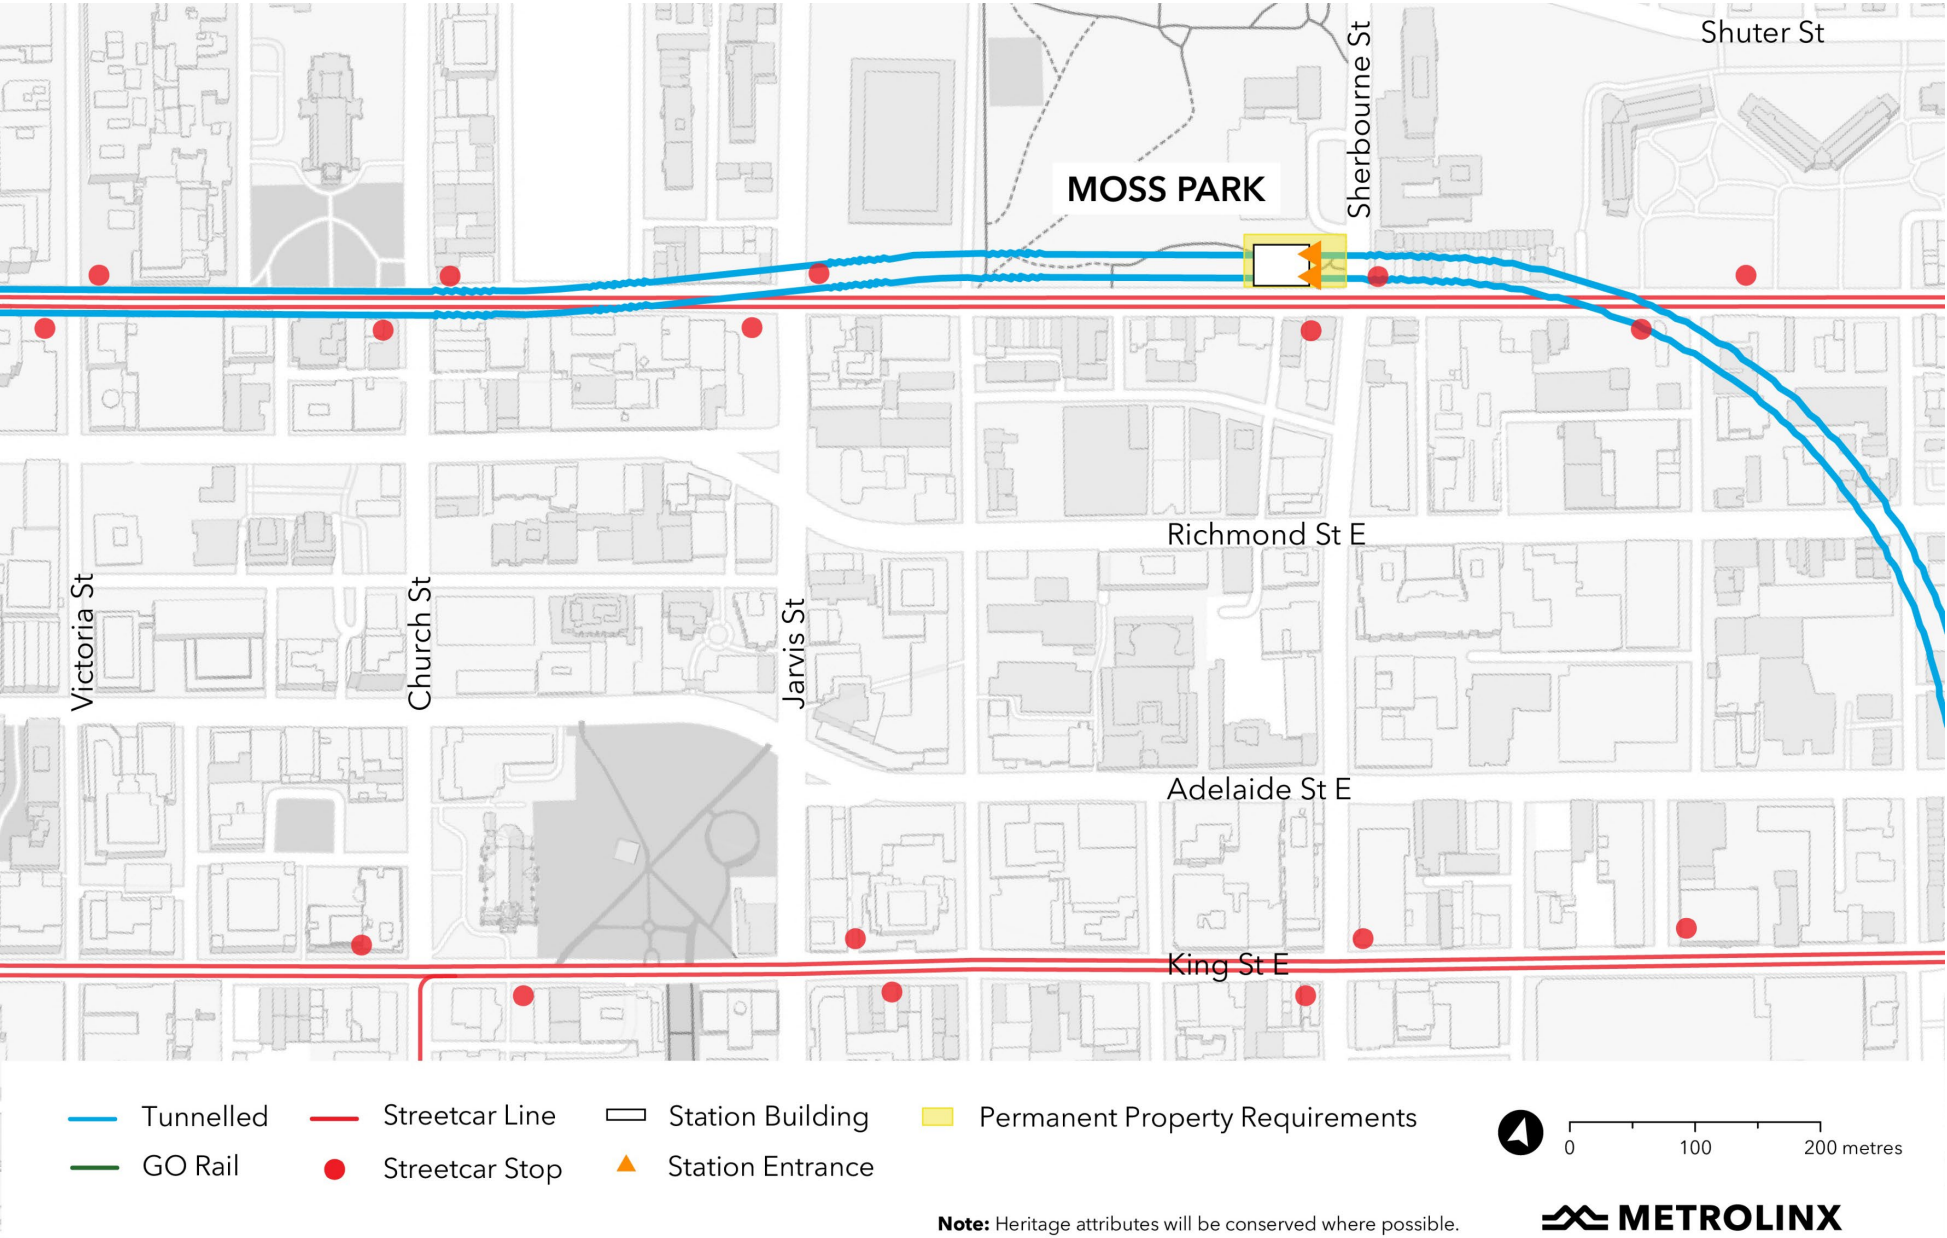 Shuter St
Sherbourne St
MOSS PARK
Richmond St E
Victoria St
Church St
Jarvis St
Adelaide St E
King St E
Tunnelled
Streetcar Line
Station Building
Permanent Property Requirements
GO Rail
Streetcar Stop
Station Entrance
0 100 200 metres
Note: Heritage attributes will be conserved where possible.
METROLINX